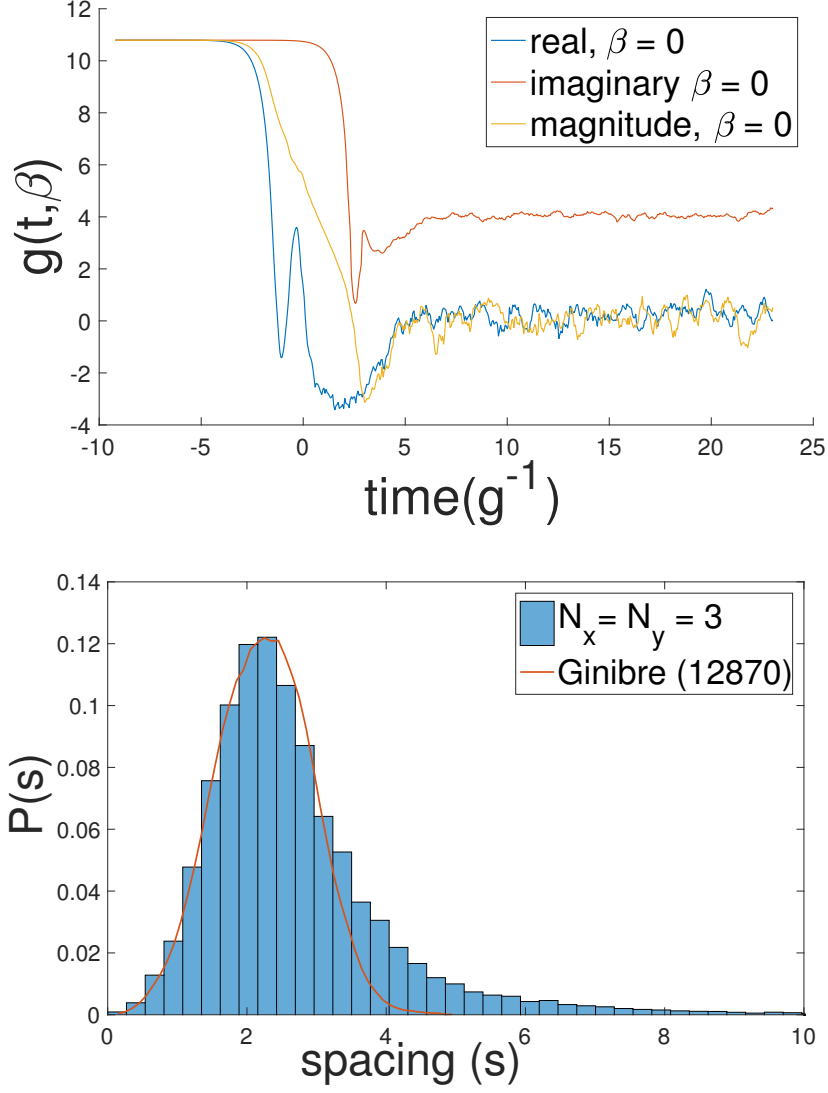 12
10
8
6
4
2
0
-2
-4
g(t,β)
real, β = 0
imaginary β = 0
magnitude, β = 0
-10 -5 0 5 10 15 20 25
time(g⁻¹)
0.14
0.12
0.1
0.08
0.06
0.04
0.02
0
P(s)
Nₓ= N_y = 3
Ginibre (12870)
0 2 4 6 8 10
spacing (s)